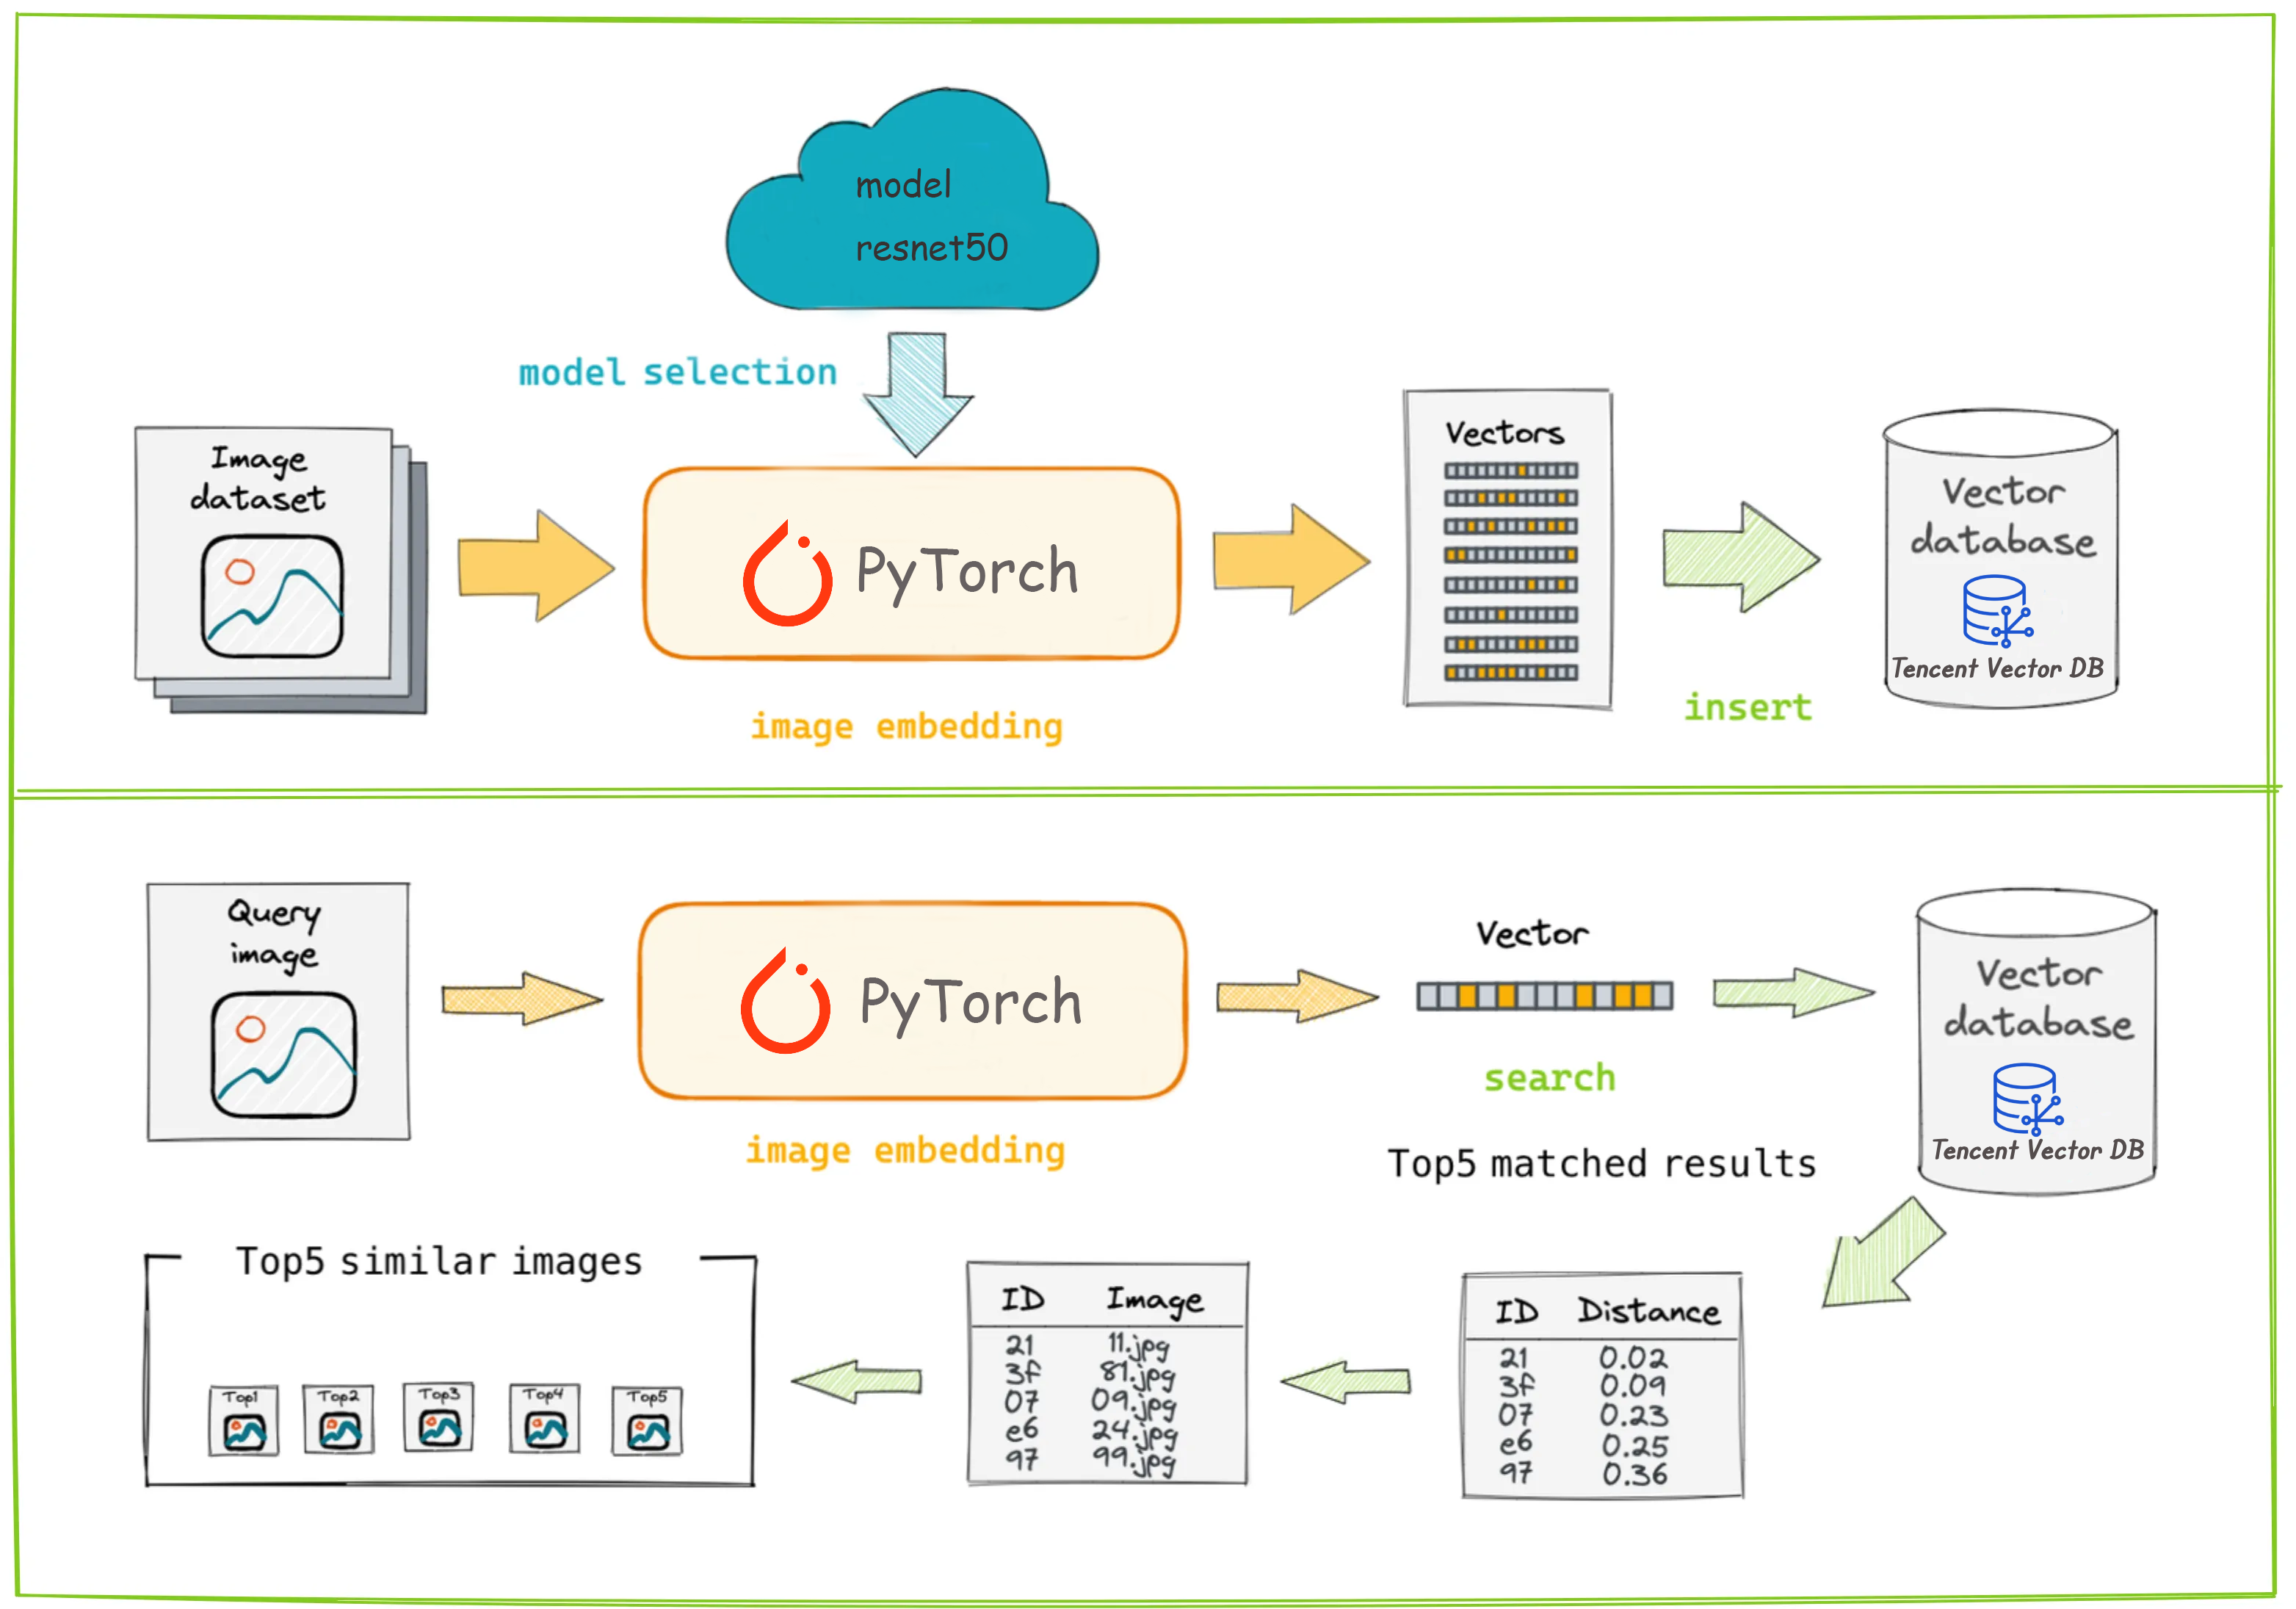 model
resnet50
model selection
Image
dataset
PyTorch
image embedding
Vectors
insert
Vector
database
Tencent Vector DB
Query
image
PyTorch
image embedding
Vector
search
Top5 matched results
Vector
database
Tencent Vector DB
Top5 similar images
Top1 Top2 Top3 Top4 Top5
ID Image
21 11.jpg
3f 81.jpg
07 09.jpg
e6 24.jpg
97 99.jpg
ID Distance
21 0.02
3f 0.09
07 0.23
e6 0.25
97 0.36